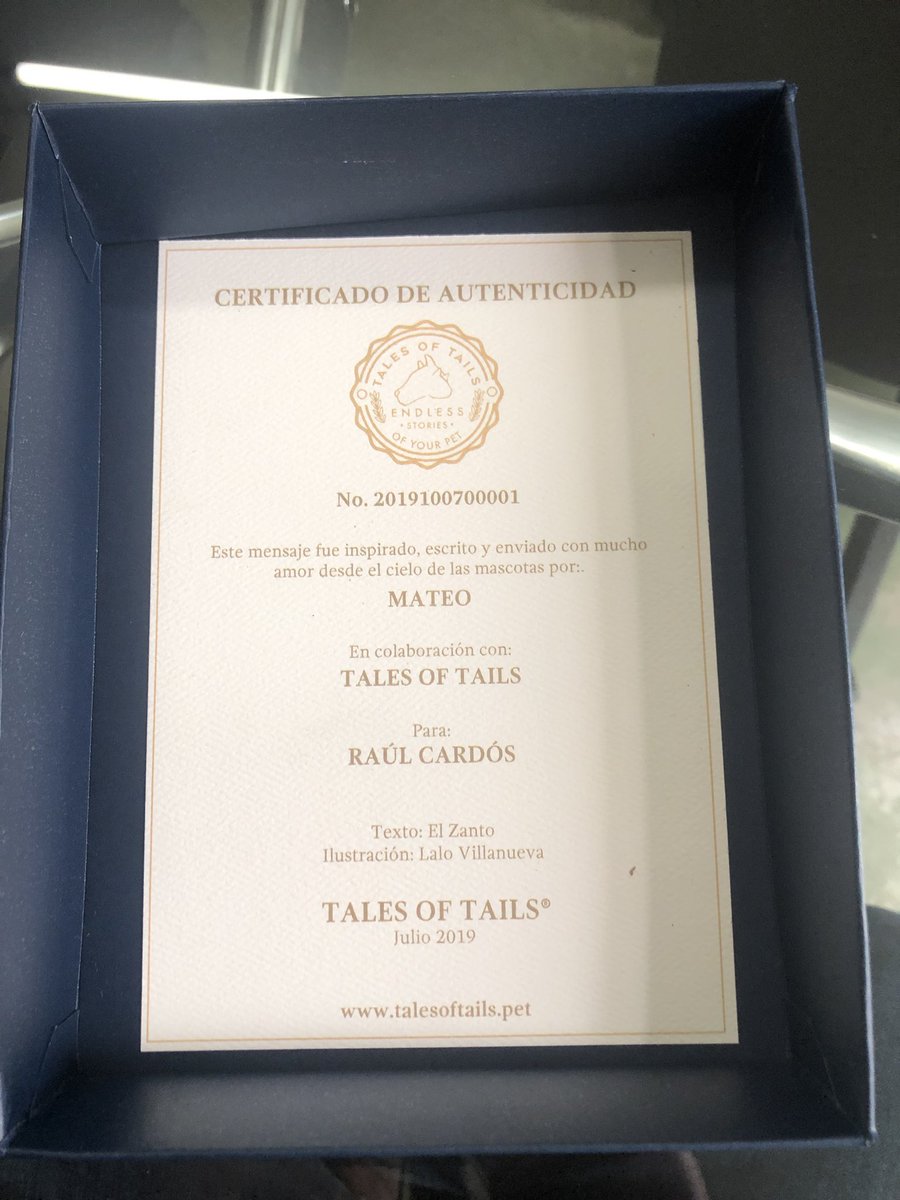 CERTIFICADO DE AUTENTICIDAD
TALES OF TAILS
ENDLESS
• STORIES •
OF YOUR PET
No. 2019100700001
Este mensaje fue inspirado, escrito y enviado con mucho
amor desde el cielo de las mascotas por:.
MATEO
En colaboración con:
TALES OF TAILS
Para:
RAÚL CARDÓS
Texto: El Zanto
Ilustración: Lalo Villanueva
TALES OF TAILS®
Julio 2019
www.talesoftails.pet